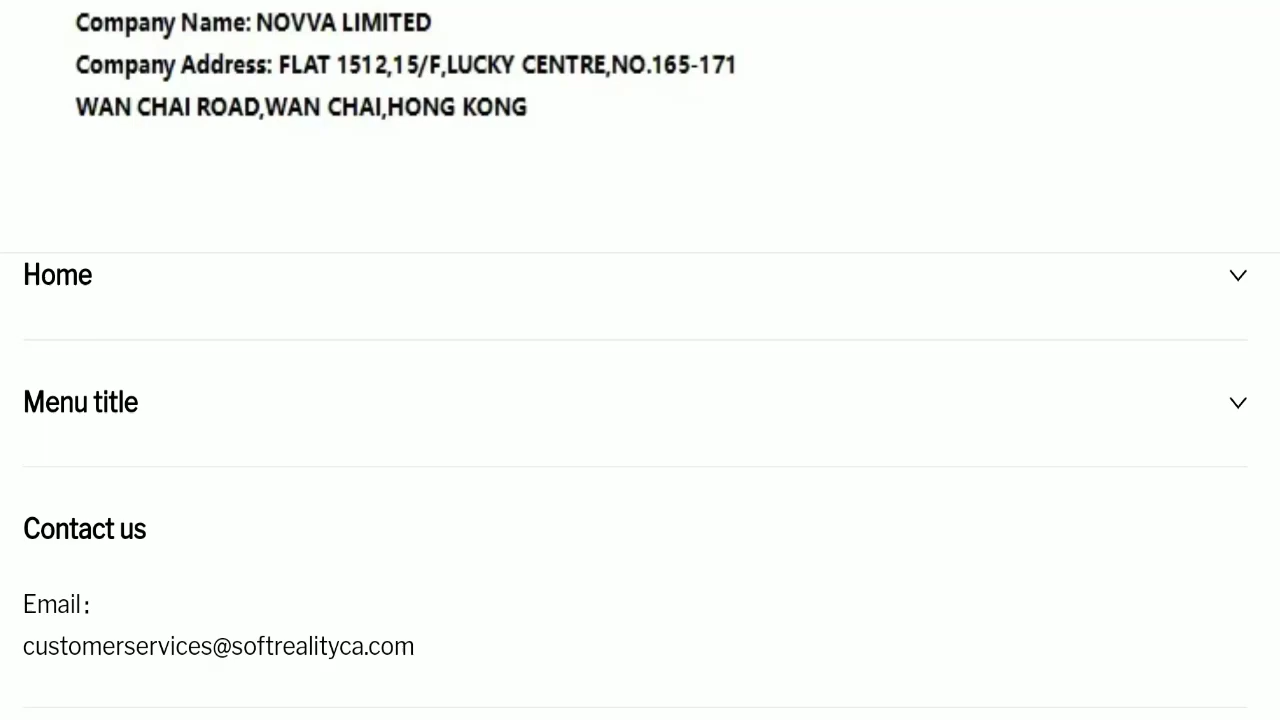 Company Name: NOVVA LIMITED
Company Address: FLAT 1512,15/F,LUCKY CENTRE,NO.165-171
WAN CHAI ROAD,WAN CHAI,HONG KONG
Home
Menu title
Contact us
Email：
customerservices@softrealityca.com